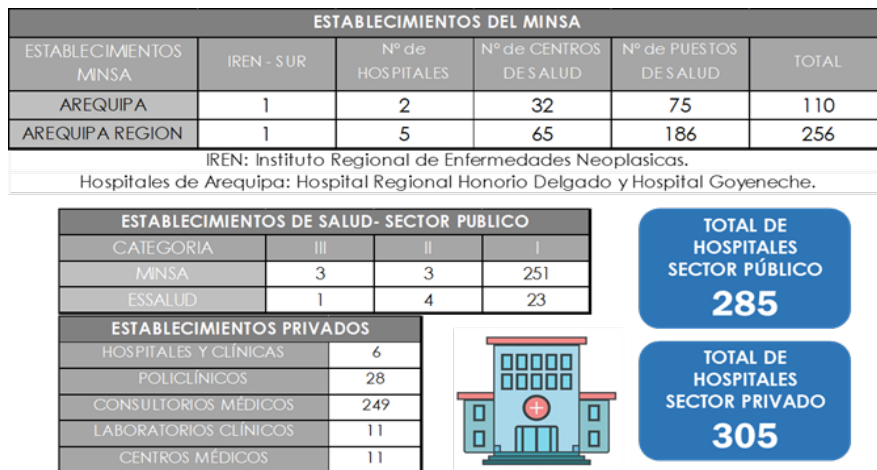 ESTABLECIMIENTOS DEL MINSA
ESTABLECIMIENTOS MINSA IREN - SUR Nº de HOSPITALES Nº de CENTROS DE SALUD Nº de PUESTOS DE SALUD TOTAL
AREQUIPA 1 2 32 75 110
AREQUIPA REGION 1 5 65 186 256
IREN: Instituto Regional de Enfermedades Neoplasicas.
Hospitales de Arequipa: Hospital Regional Honorio Delgado y Hospital Goyeneche.
ESTABLECIMIENTOS DE SALUD- SECTOR PUBLICO
CATEGORIA III II I
MINSA 3 3 251
ESSALUD 1 4 23
ESTABLECIMIENTOS PRIVADOS
HOSPITALES Y CLÍNICAS 6
POLICLÍNICOS 28
CONSULTORIOS MÉDICOS 249
LABORATORIOS CLÍNICOS 11
CENTROS MÉDICOS 11
TOTAL DE
HOSPITALES
SECTOR PÚBLICO
285
TOTAL DE
HOSPITALES
SECTOR PRIVADO
305